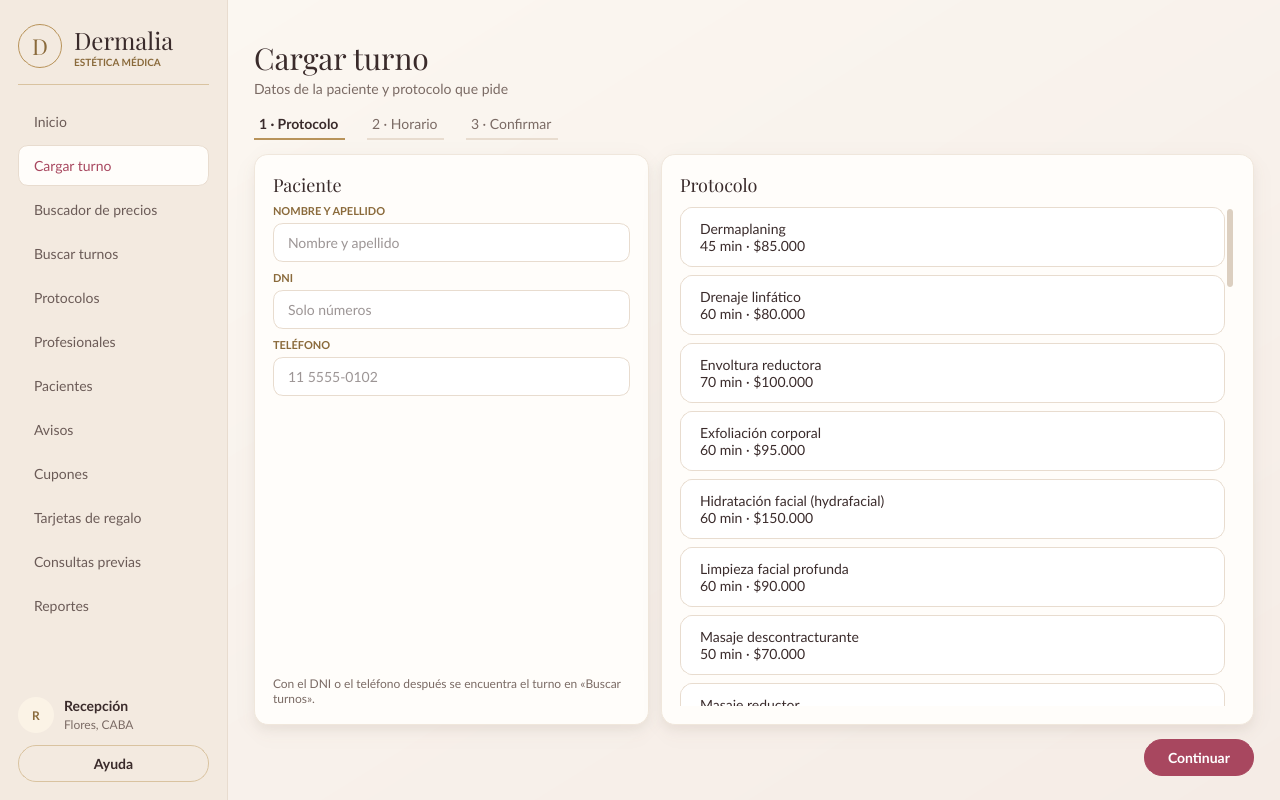 D
Dermalia
ESTÉTICA MÉDICA
Inicio
Cargar turno
Buscador de precios
Buscar turnos
Protocolos
Profesionales
Pacientes
Avisos
Cupones
Tarjetas de regalo
Consultas previas
Reportes
R
Recepción
Flores, CABA
Ayuda
Cargar turno
Datos de la paciente y protocolo que pide
1 · Protocolo
2 · Horario
3 · Confirmar
Paciente
NOMBRE Y APELLIDO
Nombre y apellido
DNI
Solo números
TELÉFONO
11 5555-0102
Con el DNI o el teléfono después se encuentra el turno en «Buscar
turnos».
Protocolo
Dermaplaning
45 min · $85.000
Drenaje linfático
60 min · $80.000
Envoltura reductora
70 min · $100.000
Exfoliación corporal
60 min · $95.000
Hidratación facial (hydrafacial)
60 min · $150.000
Limpieza facial profunda
60 min · $90.000
Masaje descontracturante
50 min · $70.000
Masaje reductor
Continuar